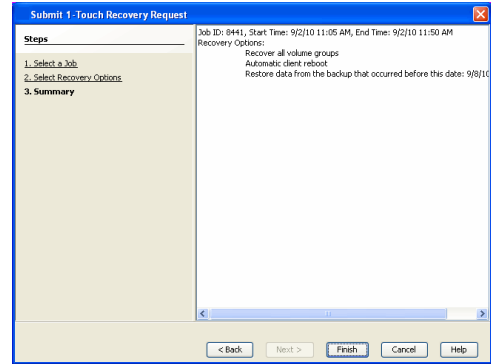 Submit 1-Touch Recovery Request
Steps
1. Select a Job
2. Select Recovery Options
3. Summary
Job ID: 8441, Start Time: 9/2/10 11:05 AM, End Time: 9/2/10 11:50 AM
Recovery Options:
Recover all volume groups
Automatic client reboot
Restore data from the backup that occurred before this date: 9/8/10
< Back
Next >
Finish
Cancel
Help